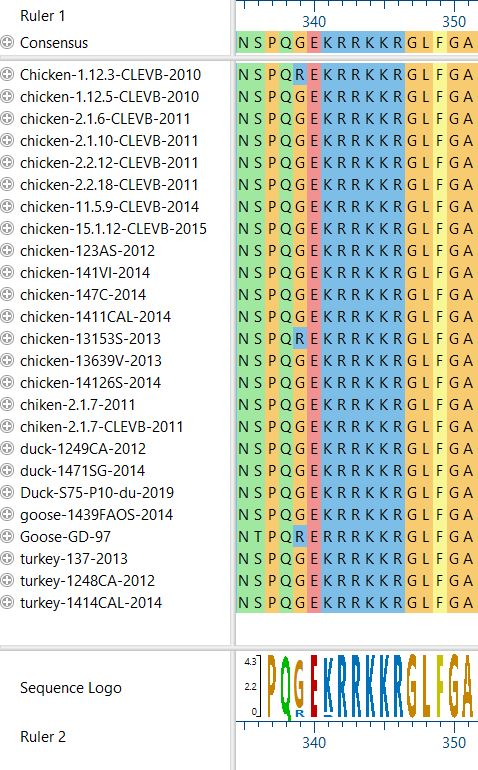 Ruler 1 340 350
Consensus N S P Q G E K R R K K R G L F G A
Chicken-1.12.3-CLEVB-2010 N S P Q R E K R R K K R G L F G A
chicken-1.12.5-CLEVB-2010 N S P Q G E K R R K K R G L F G A
chicken-2.1.6-CLEVB-2011 N S P Q G E K R R K K R G L F G A
chicken-2.1.10-CLEVB-2011 N S P Q G E K R R K K R G L F G A
chicken-2.2.12-CLEVB-2011 N S P Q G E K R R K K R G L F G A
chicken-2.2.18-CLEVB-2011 N S P Q G E K R R K K R G L F G A
chicken-11.5.9-CLEVB-2014 N S P Q G E K R R K K R G L F G A
chicken-15.1.12-CLEVB-2015 N S P Q G E K R R K K R G L F G A
chicken-123AS-2012 N S P Q G E K R R K K R G L F G A
chicken-141VI-2014 N S P Q G E K R R K K R G L F G A
chicken-147C-2014 N S P Q G E K R R K K R G L F G A
chicken-1411CAL-2014 N S P Q G E K R R K K R G L F G A
chicken-13153S-2013 N S P Q R E K R R K K R G L F G A
chicken-13639V-2013 N S P Q G E K R R K K R G L F G A
chicken-14126S-2014 N S P Q G E K R R K K R G L F G A
chiken-2.1.7-2011 N S P Q G E K R R K K R G L F G A
chiken-2.1.7-CLEVB-2011 N S P Q G E K R R K K R G L F G A
duck-1249CA-2012 N S P Q G E K R R K K R G L F G A
duck-1471SG-2014 N S P Q G E K R R K K R G L F G A
Duck-S75-P10-du-2019 N S P Q G E K R R K K R G L F G A
goose-1439FAOS-2014 N S P Q G E K R R K K R G L F G A
Goose-GD-97 N T P Q R E R R R K K R G L F G A
turkey-137-2013 N S P Q G E K R R K K R G L F G A
turkey-1248CA-2012 N S P Q G E K R R K K R G L F G A
turkey-1414CAL-2014 N S P Q G E K R R K K R G L F G A
4.3
Sequence Logo 2.2 P Q G E K R R K K R G L F G A
0 R
Ruler 2 340 350